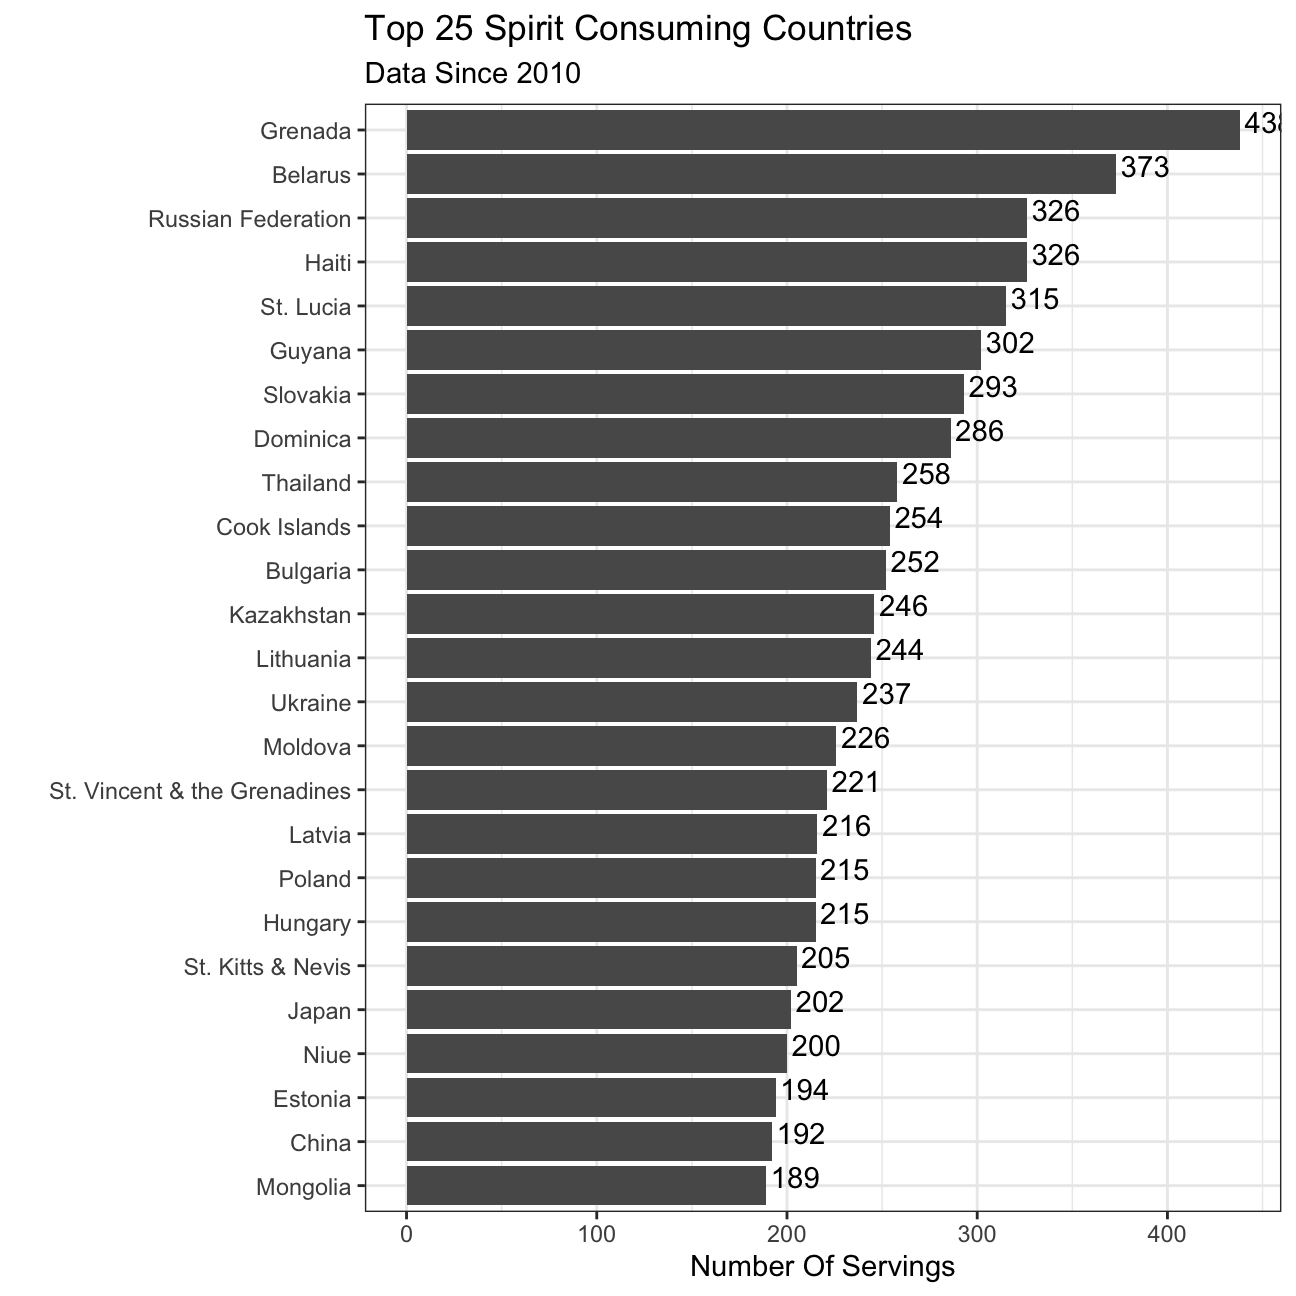 Top 25 Spirit Consuming Countries
Data Since 2010
Grenada 438
Belarus 373
Russian Federation 326
Haiti 326
St. Lucia 315
Guyana 302
Slovakia 293
Dominica 286
Thailand 258
Cook Islands 254
Bulgaria 252
Kazakhstan 246
Lithuania 244
Ukraine 237
Moldova 226
St. Vincent & the Grenadines 221
Latvia 216
Poland 215
Hungary 215
St. Kitts & Nevis 205
Japan 202
Niue 200
Estonia 194
China 192
Mongolia 189
0 100 200 300 400
Number Of Servings